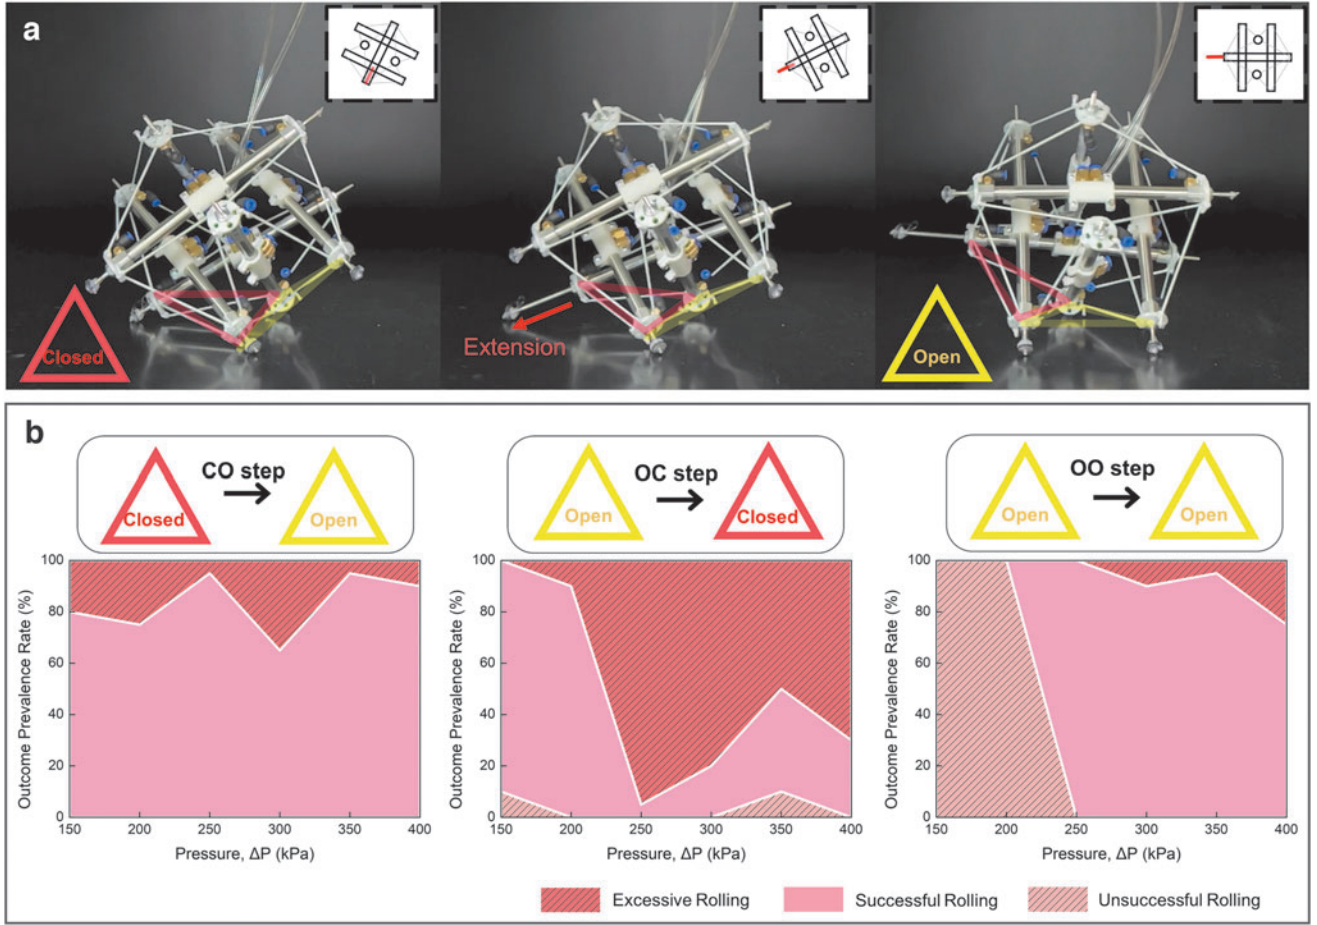 a
Closed
Extension
Open
b
CO step
Closed
Open
OC step
Open
Closed
OO step
Open
Open
Outcome Prevalence Rate (%)
100
80
60
40
20
0
150 200 250 300 350 400
Pressure, ΔP (kPa)
Outcome Prevalence Rate (%)
100
80
60
40
20
0
150 200 250 300 350 400
Pressure, ΔP (kPa)
Outcome Prevalence Rate (%)
100
80
60
40
20
0
150 200 250 300 350 400
Pressure, ΔP (kPa)
Excessive Rolling
Successful Rolling
Unsuccessful Rolling